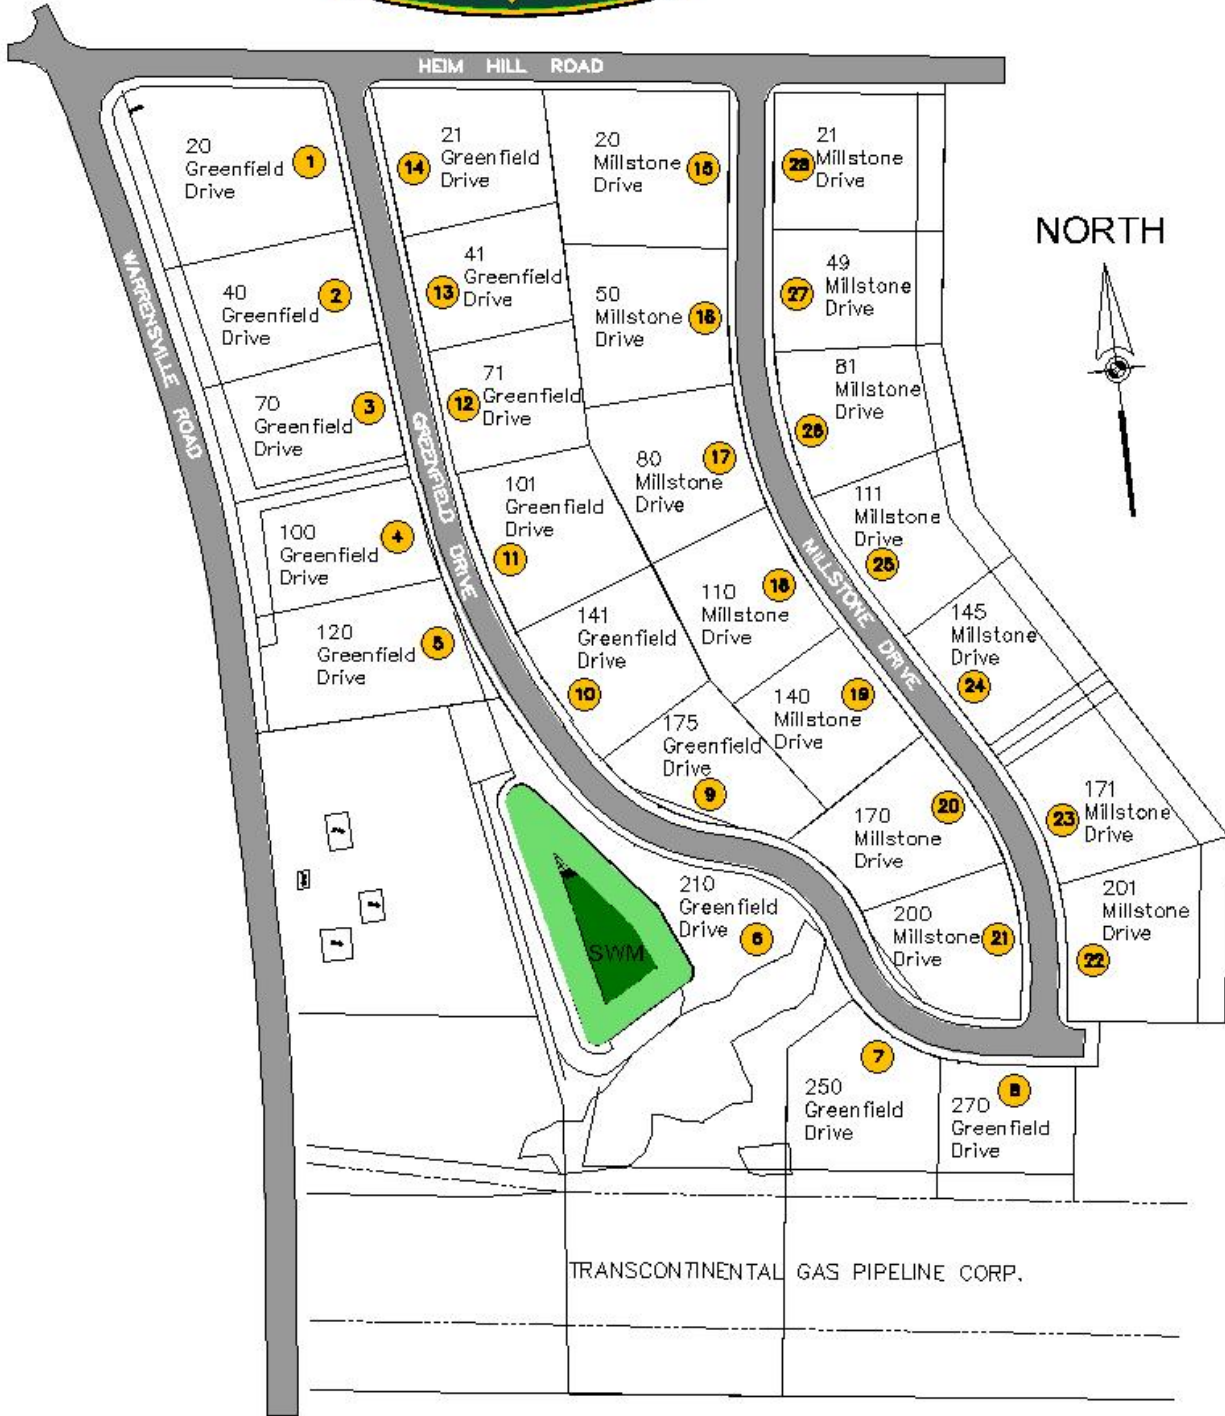 HEIM HILL ROAD
20
Greenfield
Drive
1
21
Greenfield
Drive
14
20
Millstone
Drive
15
21
Millstone
Drive
28
NORTH
WARRENSVILLE ROAD
40
Greenfield
Drive
2
41
Greenfield
Drive
13
50
Millstone
Drive
16
49
Millstone
Drive
27
70
Greenfield
Drive
3
GREENFIELD DRIVE
71
Greenfield
Drive
12
80
Millstone
Drive
17
81
Millstone
Drive
26
100
Greenfield
Drive
4
101
Greenfield
Drive
11
110
Millstone
Drive
18
MILLSTONE DRIVE
111
Millstone
Drive
25
120
Greenfield
Drive
5
141
Greenfield
Drive
10
140
Millstone
Drive
19
145
Millstone
Drive
24
175
Greenfield
Drive
9
170
Millstone
Drive
20
171
Millstone
Drive
23
SWM
210
Greenfield
Drive
6
200
Millstone
Drive
21
201
Millstone
Drive
22
250
Greenfield
Drive
7
270
Greenfield
Drive
8
TRANSCONTINENTAL GAS PIPELINE CORP.